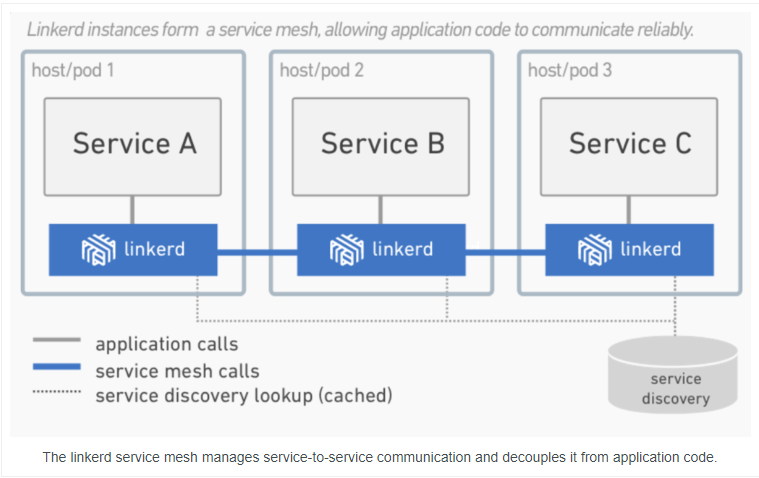 Linkerd instances form a service mesh, allowing application code to communicate reliably.
host/pod 1
host/pod 2
host/pod 3
Service A
Service B
Service C
linkerd
linkerd
linkerd
application calls
service mesh calls
service discovery lookup (cached)
service
discovery
The linkerd service mesh manages service-to-service communication and decouples it from application code.